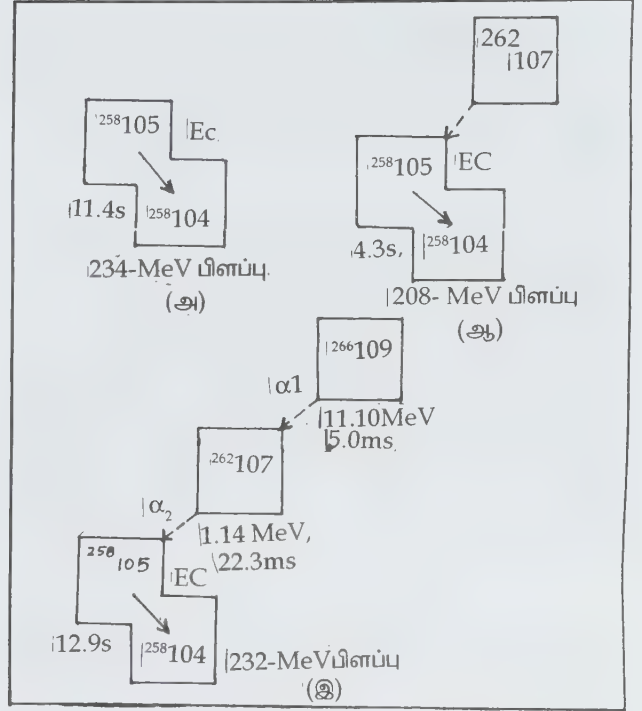 ²⁵⁸105 Ec
11.4s ²⁵⁸104
234-MeV பிளப்பு
(அ)
262
107
²⁵⁸105 EC
4.3s, ²⁵⁸104
208- MeV பிளப்பு
(ஆ)
²⁶⁶109
α1
11.10MeV
5.0ms
²⁶²107
α₂
1.14 MeV,
22.3ms
²⁵⁸105
EC
12.9s ²⁵⁸104
232-MeVபிளப்பு
(இ)